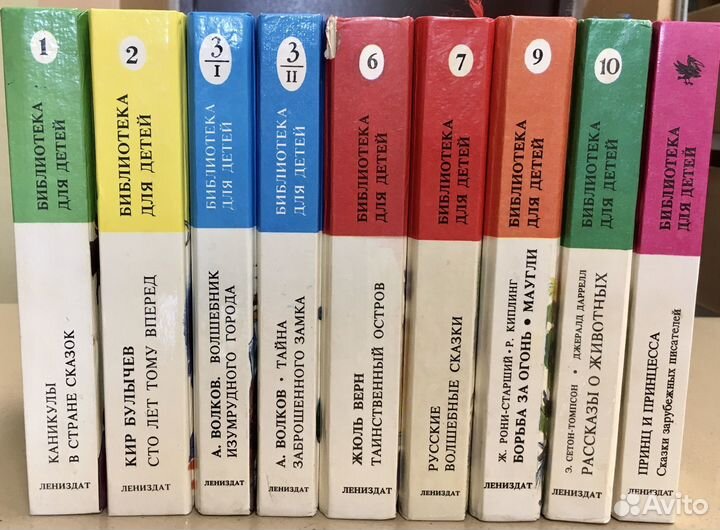 1
БИБЛИОТЕКА
ДЛЯ ДЕТЕЙ
КАНИКУЛЫ
В СТРАНЕ СКАЗОК
ЛЕНИЗДАТ
2
БИБЛИОТЕКА
ДЛЯ ДЕТЕЙ
КИР БУЛЫЧЕВ
СТО ЛЕТ ТОМУ ВПЕРЕД
ЛЕНИЗДАТ
3/I
БИБЛИОТЕКА
ДЛЯ ДЕТЕЙ
А. ВОЛКОВ. ВОЛШЕБНИК
ИЗУМРУДНОГО ГОРОДА
ЛЕНИЗДАТ
3/II
БИБЛИОТЕКА
ДЛЯ ДЕТЕЙ
А. ВОЛКОВ • ТАЙНА
ЗАБРОШЕННОГО ЗАМКА
ЛЕНИЗДАТ
6
БИБЛИОТЕКА
ДЛЯ ДЕТЕЙ
ЖЮЛЬ ВЕРН
ТАИНСТВЕННЫЙ ОСТРОВ
ЛЕНИЗДАТ
7
БИБЛИОТЕКА
ДЛЯ ДЕТЕЙ
РУССКИЕ
ВОЛШЕБНЫЕ СКАЗКИ
ЛЕНИЗДАТ
9
БИБЛИОТЕКА
ДЛЯ ДЕТЕЙ
Ж. РОНИ-СТАРШИЙ • Р. КИПЛИНГ
БОРЬБА ЗА ОГОНЬ • МАУГЛИ
ЛЕНИЗДАТ
10
БИБЛИОТЕКА
ДЛЯ ДЕТЕЙ
Э. СЕТОН-ТОМПСОН • ДЖЕРАЛД ДАРРЕЛЛ
РАССКАЗЫ О ЖИВОТНЫХ
ЛЕНИЗДАТ
БИБЛИОТЕКА
ДЛЯ ДЕТЕЙ
ПРИНЦ И ПРИНЦЕССА
Сказки зарубежных писателей
ЛЕНИЗДАТ
Avito